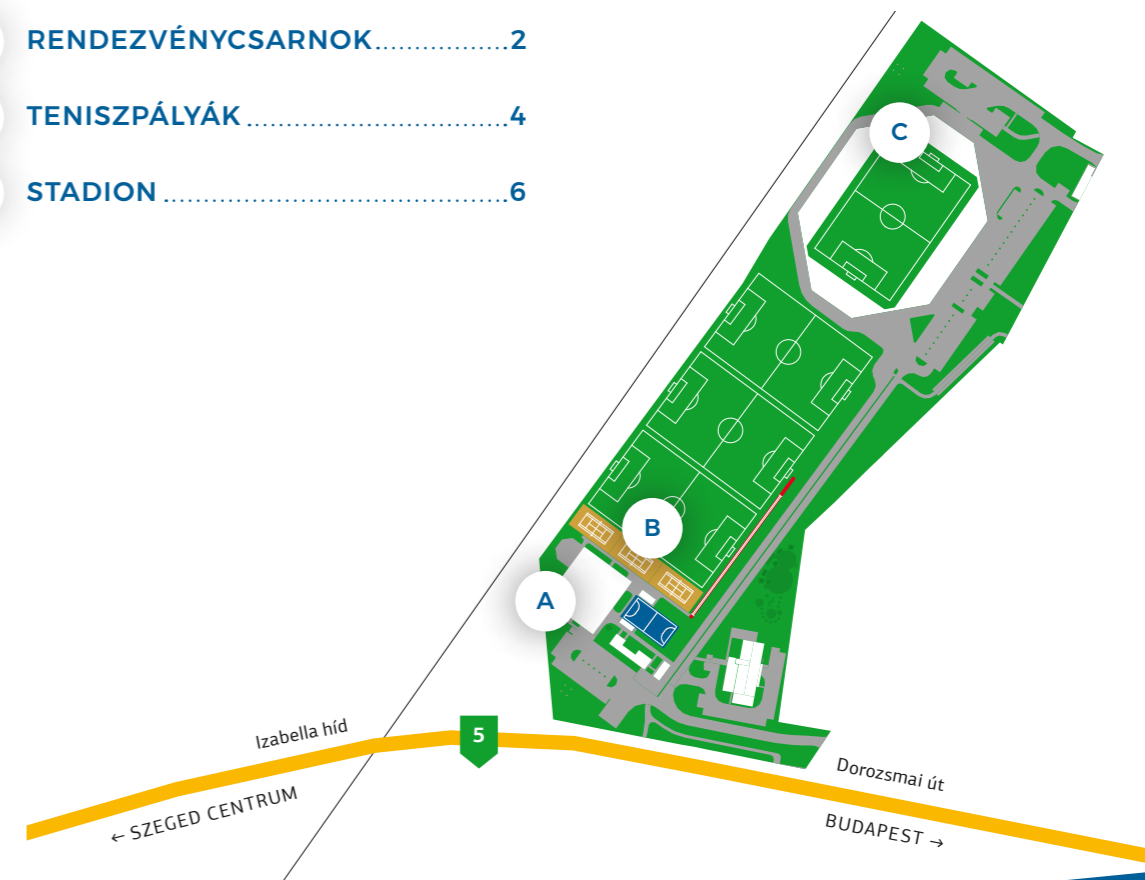 RENDEZVÉNYCSARNOK..................2
TENISZPÁLYÁK ...................................4
STADION ..............................................6
C
B
A
5
Izabella híd
← SZEGED CENTRUM
Dorozsmai út
BUDAPEST →